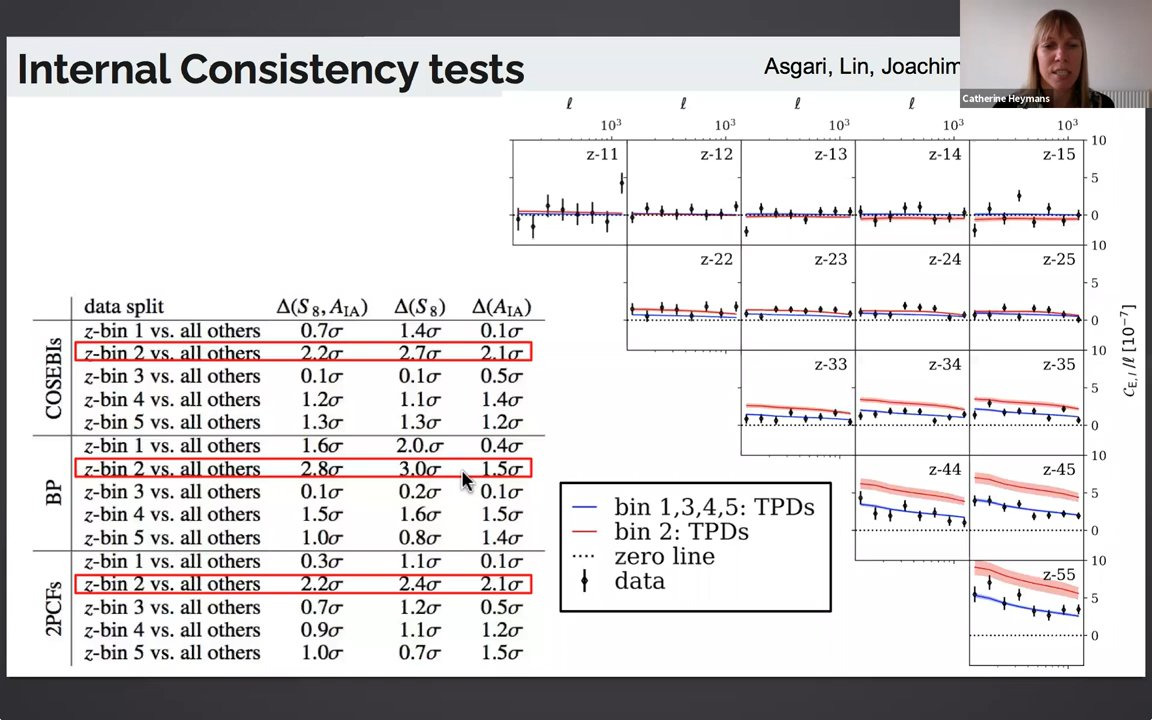 Internal Consistency tests
Asgari, Lin, Joachim
Catherine Heymans
ℓ ℓ ℓ ℓ
10³ 10³ 10³ 10³ 10³
z-11 z-12 z-13 z-14 z-15
10
5
0
10
z-22 z-23 z-24 z-25
5
0
10
z-33 z-34 z-35
5
0
10
z-44 z-45
5
0
10
z-55
5
0
C_E,l/ℓ [10⁻⁷]
data split Δ(S₈, A_IA) Δ(S₈) Δ(A_IA)
COSEBIs
z-bin 1 vs. all others 0.7σ 1.4σ 0.1σ
z-bin 2 vs. all others 2.2σ 2.7σ 2.1σ
z-bin 3 vs. all others 0.1σ 0.1σ 0.5σ
z-bin 4 vs. all others 1.2σ 1.1σ 1.4σ
z-bin 5 vs. all others 1.3σ 1.3σ 1.2σ
BP
z-bin 1 vs. all others 1.6σ 2.0.σ 0.4σ
z-bin 2 vs. all others 2.8σ 3.0σ 1.5σ
z-bin 3 vs. all others 0.1σ 0.2σ 0.1σ
z-bin 4 vs. all others 1.5σ 1.6σ 1.5σ
z-bin 5 vs. all others 1.0σ 0.8σ 1.4σ
2PCFs
z-bin 1 vs. all others 0.3σ 1.1σ 0.1σ
z-bin 2 vs. all others 2.2σ 2.4σ 2.1σ
z-bin 3 vs. all others 0.7σ 1.2σ 0.5σ
z-bin 4 vs. all others 0.9σ 1.1σ 1.2σ
z-bin 5 vs. all others 1.0σ 0.7σ 1.5σ
bin 1,3,4,5: TPDs
bin 2: TPDs
zero line
data